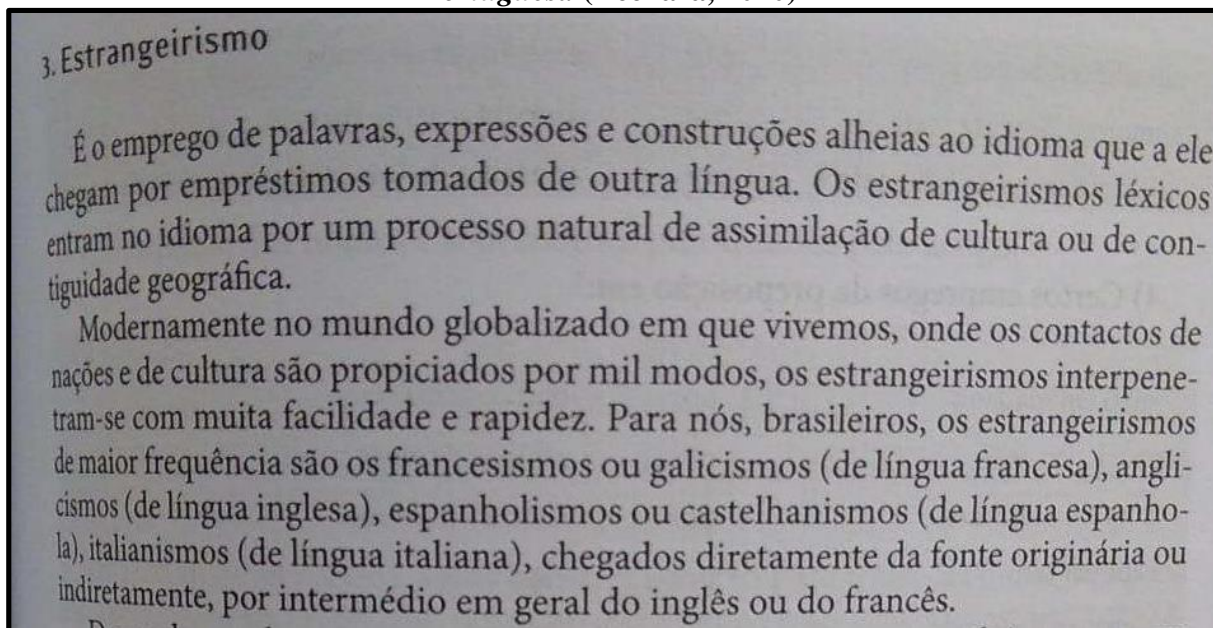 3. Estrangeirismo
É o emprego de palavras, expressões e construções alheias ao idioma que a ele
chegam por empréstimos tomados de outra língua. Os estrangeirismos léxicos
entram no idioma por um processo natural de assimilação de cultura ou de con-
tiguidade geográfica.
Modernamente no mundo globalizado em que vivemos, onde os contactos de
nações e de cultura são propiciados por mil modos, os estrangeirismos interpene-
tram-se com muita facilidade e rapidez. Para nós, brasileiros, os estrangeirismos
de maior frequência são os francesismos ou galicismos (de língua francesa), angli-
cismos (de língua inglesa), espanholismos ou castelhanismos (de língua espanho-
la), italianismos (de língua italiana), chegados diretamente da fonte originária ou
indiretamente, por intermédio em geral do inglês ou do francês.